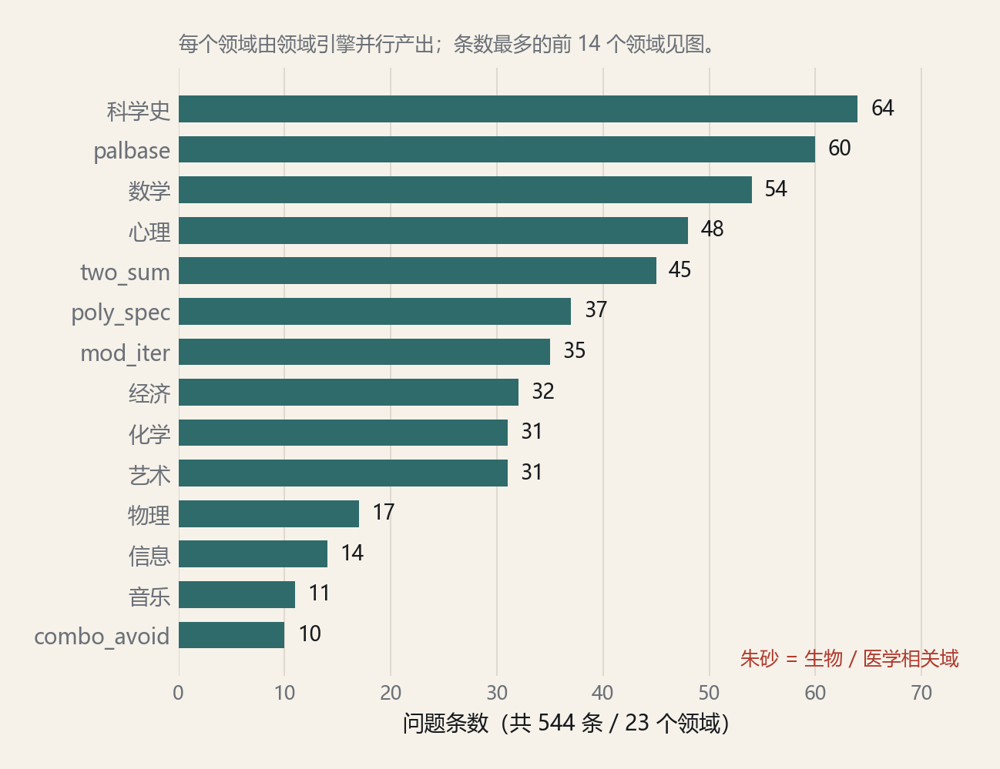 每个领域由领域引擎并行产出；条数最多的前 14 个领域见图。
科学史 64
palbase 60
数学 54
心理 48
two_sum 45
poly_spec 37
mod_iter 35
经济 32
化学 31
艺术 31
物理 17
信息 14
音乐 11
combo_avoid 10
朱砂 = 生物 / 医学相关域
0 10 20 30 40 50 60 70
问题条数（共 544 条 / 23 个领域）